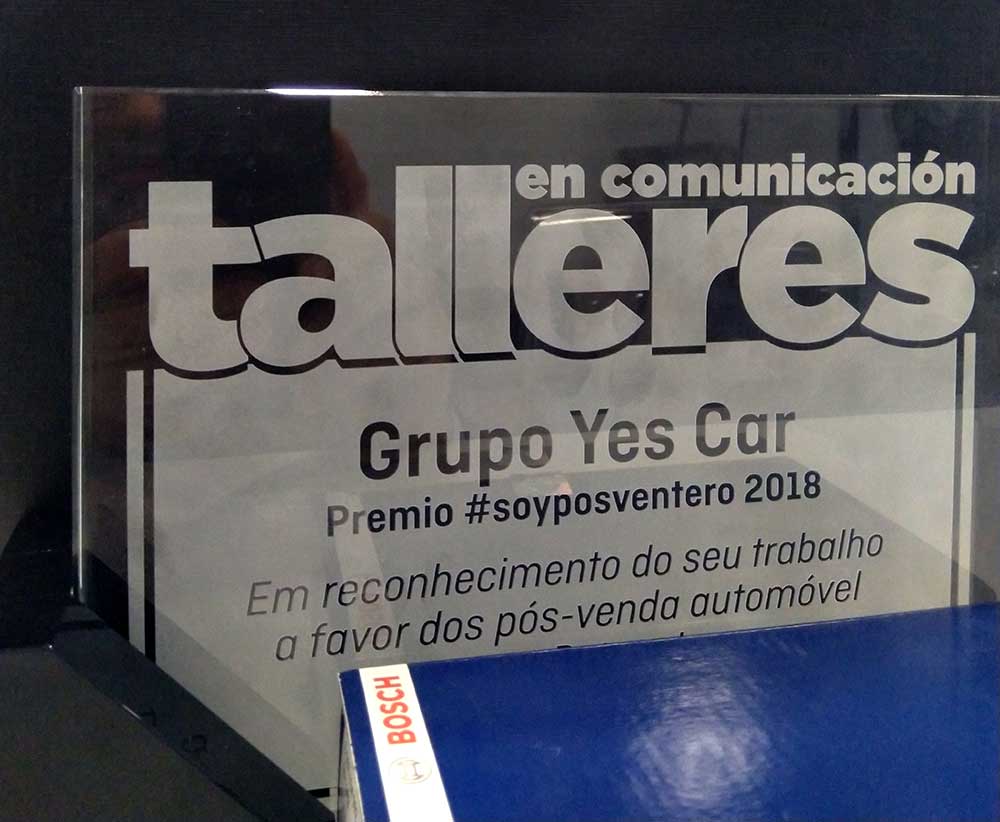 en comunicación
talleres
Grupo Yes Car
Premio #soyposventero 2018
Em reconhecimento do seu trabalho
a favor dos pós-venda automóvel
BOSCH